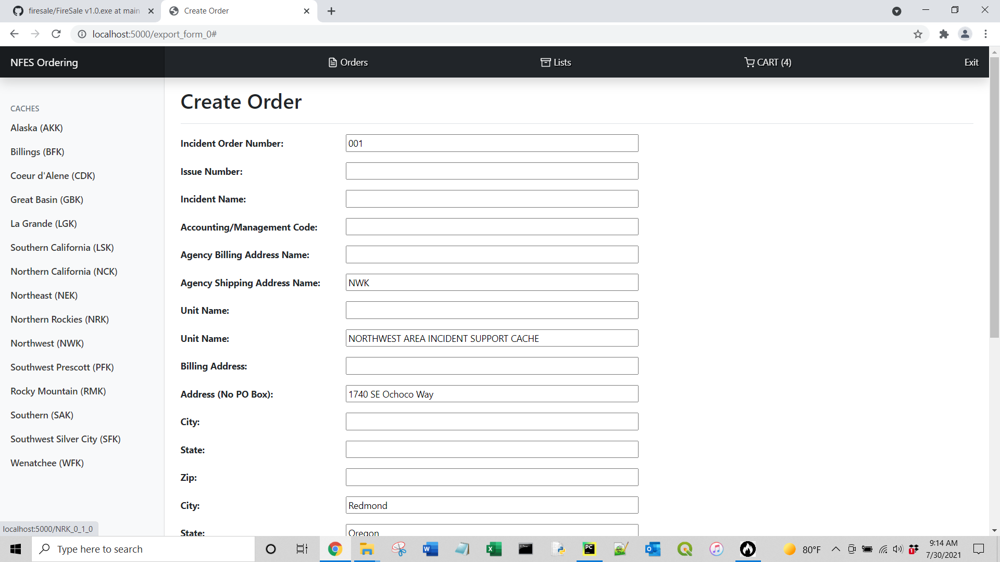 firesale/FireSale v1.0.exe at main
Create Order
localhost:5000/export_form_0#
NFES Ordering
Orders
Lists
CART (4)
Exit
CACHES
Alaska (AKK)
Billings (BFK)
Coeur d'Alene (CDK)
Great Basin (GBK)
La Grande (LGK)
Southern California (LSK)
Northern California (NCK)
Northeast (NEK)
Northern Rockies (NRK)
Northwest (NWK)
Southwest Prescott (PFK)
Rocky Mountain (RMK)
Southern (SAK)
Southwest Silver City (SFK)
Wenatchee (WFK)
Create Order
Incident Order Number: 001
Issue Number:
Incident Name:
Accounting/Management Code:
Agency Billing Address Name:
Agency Shipping Address Name: NWK
Unit Name:
Unit Name: NORTHWEST AREA INCIDENT SUPPORT CACHE
Billing Address:
Address (No PO Box): 1740 SE Ochoco Way
City:
State:
Zip:
City: Redmond
State: Oregon
localhost:5000/NRK_0_1_0
Type here to search
80°F
9:14 AM
7/30/2021